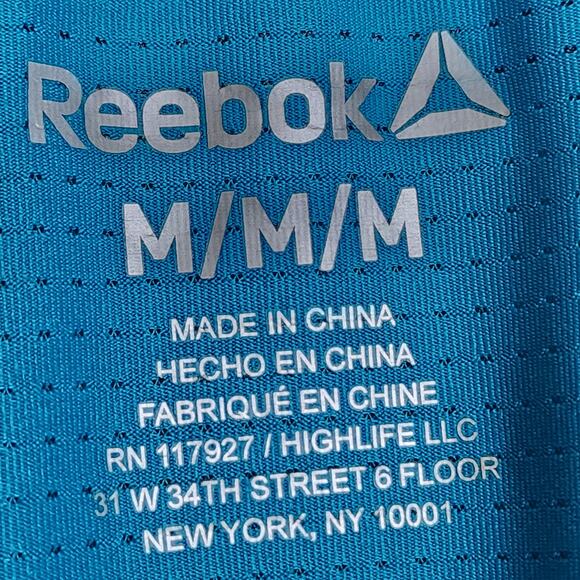 Reebok
M/M/M
MADE IN CHINA
HECHO EN CHINA
FABRIQUÉ EN CHINE
RN 117927 / HIGHLIFE LLC
31 W 34TH STREET 6 FLOOR
NEW YORK, NY 10001